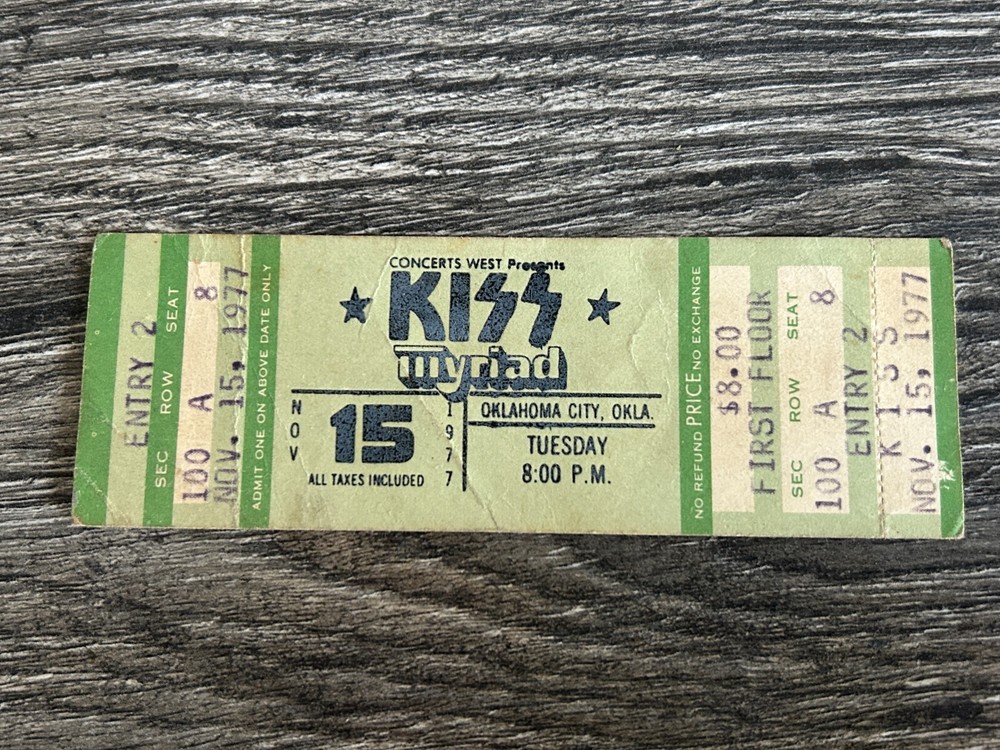 ENTRY 2
SEC ROW SEAT
100 A 8
NOV. 15, 1977
ADMIT ONE ON ABOVE DATE ONLY
CONCERTS WEST Presents
KISS
myriad
NOV
15
1977
ALL TAXES INCLUDED
OKLAHOMA CITY, OKLA.
TUESDAY
8:00 P.M.
NO REFUND PRICE NO EXCHANGE
$8.00
FIRST FLOOR
SEC ROW SEAT
100 A 8
ENTRY 2
K I S S
NOV. 15, 1977